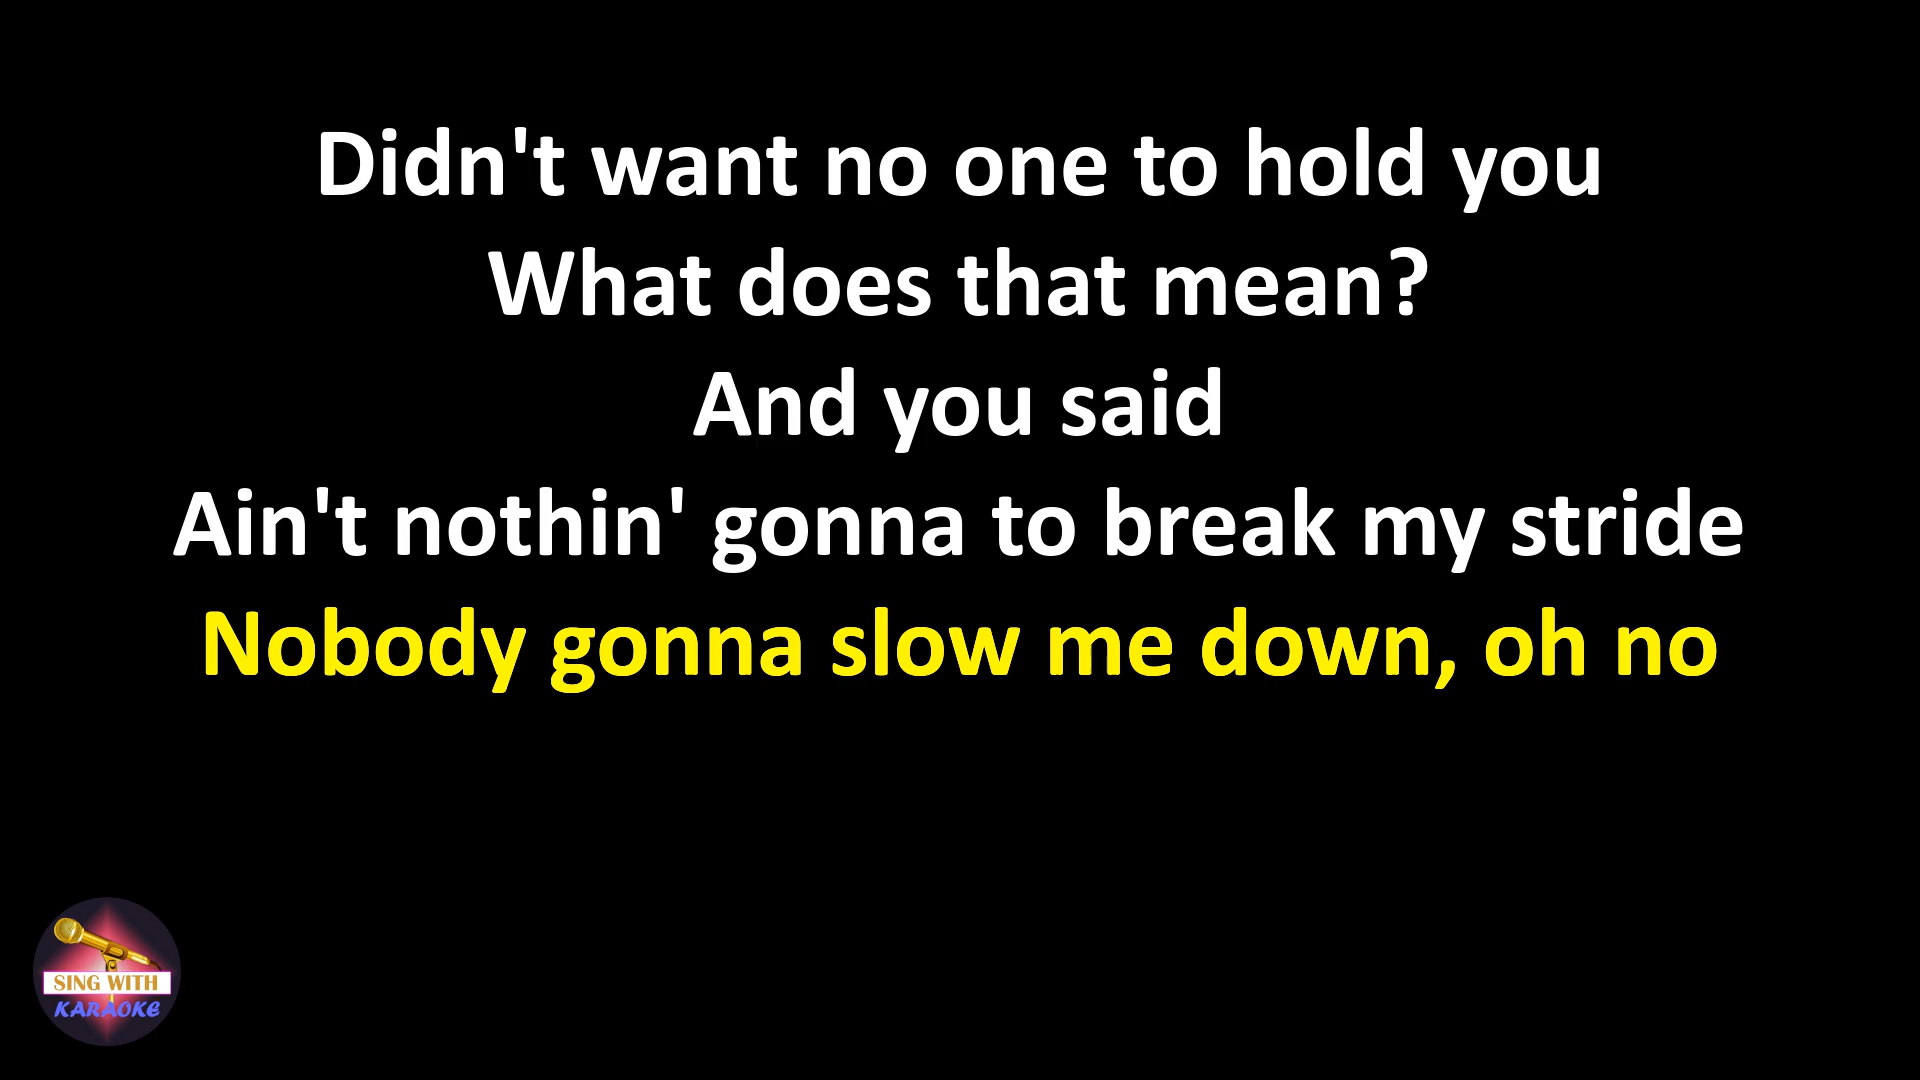 Didn't want no one to hold you
What does that mean?
And you said
Ain't nothin' gonna to break my stride
Nobody gonna slow me down, oh no
SING WITH
KARAOKE